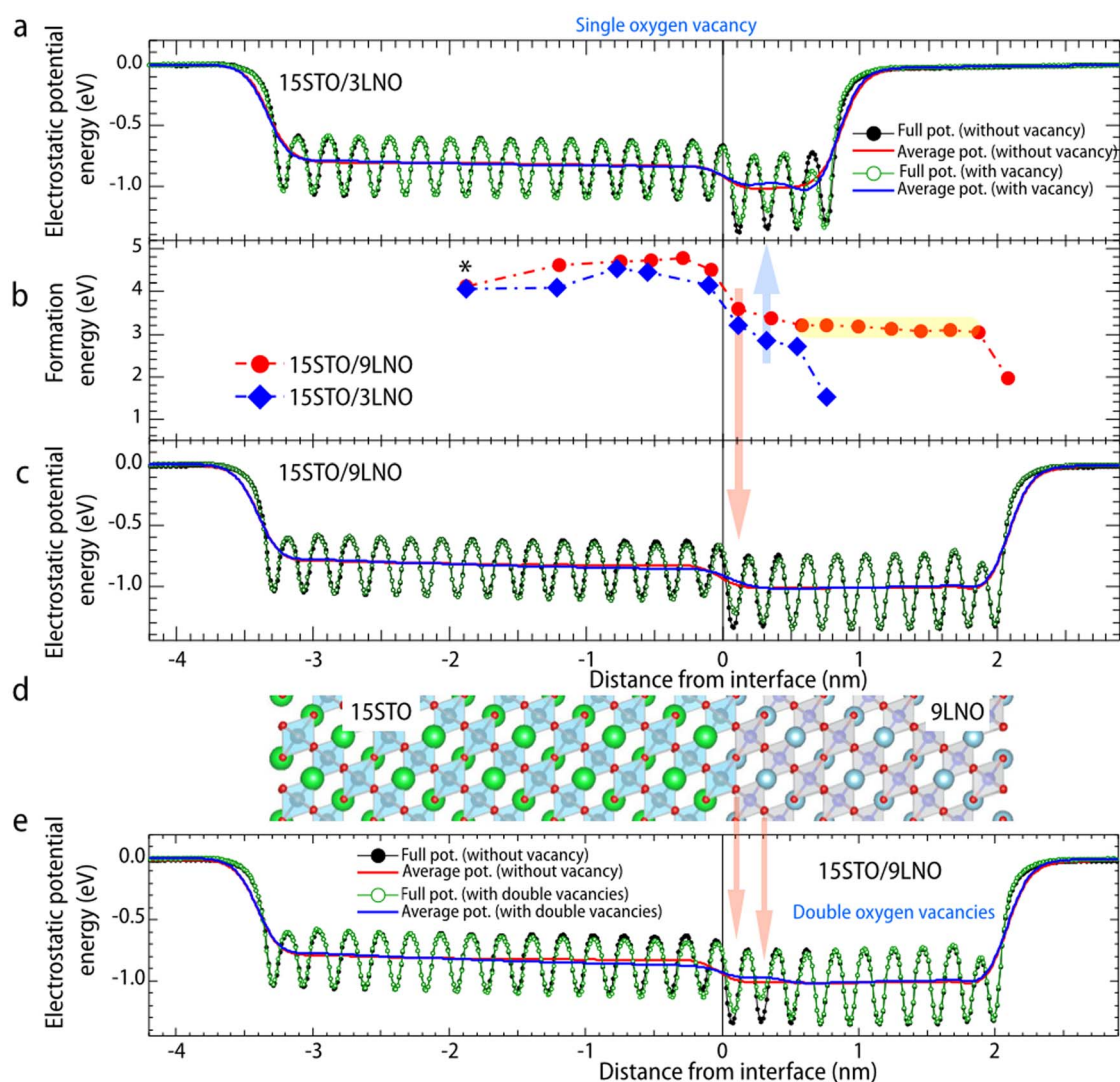 a
Single oxygen vacancy
Electrostatic potential
energy (eV)
0.0
-0.5
-1.0
15STO/3LNO
Full pot. (without vacancy)
Average pot. (without vacancy)
Full pot. (with vacancy)
Average pot. (with vacancy)
b
Formation
energy (eV)
5
4
3
2
1
*
15STO/9LNO
15STO/3LNO
c
Electrostatic potential
energy (eV)
0.0
-0.5
-1.0
15STO/9LNO
-4 -3 -2 -1 0 1 2
Distance from interface (nm)
d
15STO
9LNO
e
Electrostatic potential
energy (eV)
0.0
-0.5
-1.0
Full pot. (without vacancy)
Average pot. (without vacancy)
Full pot. (with double vacancies)
Average pot. (with double vacancies)
15STO/9LNO
Double oxygen vacancies
-4 -3 -2 -1 0 1 2
Distance from interface (nm)